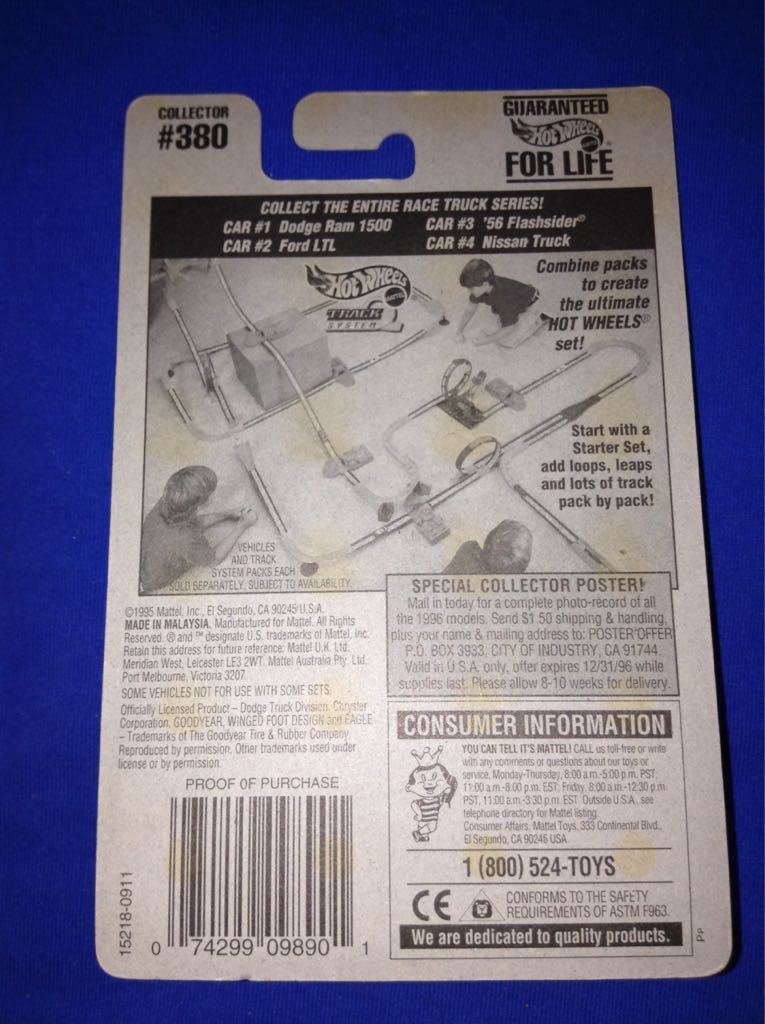 COLLECTOR
#380
GUARANTEED
HOT WHEELS
FOR LIFE
COLLECT THE ENTIRE RACE TRUCK SERIES!
CAR #1 Dodge Ram 1500 CAR #3 '56 Flashsider®
CAR #2 Ford LTL CAR #4 Nissan Truck
HOT WHEELS
MATTEL
TRACK
SYSTEM
Combine packs
to create
the ultimate
HOT WHEELS®
set!
Start with a
Starter Set,
add loops, leaps
and lots of track
pack by pack!
VEHICLES
AND TRACK
SYSTEM PACKS EACH
SOLD SEPARATELY, SUBJECT TO AVAILABILITY.
©1995 Mattel, Inc., El Segundo, CA 90245 U.S.A.
MADE IN MALAYSIA. Manufactured for Mattel. All Rights
Reserved. ® and ™ designate U.S. trademarks of Mattel, Inc.
Retain this address for future reference: Mattel U.K. Ltd.
Meridian West, Leicester LE3 2WT. Mattel Australia Pty. Ltd.
Port Melbourne, Victoria 3207.
SOME VEHICLES NOT FOR USE WITH SOME SETS.
Officially Licensed Product – Dodge Truck Division. Chrysler
Corporation. GOODYEAR, WINGED FOOT DESIGN and EAGLE
– Trademarks of The Goodyear Tire & Rubber Company.
Reproduced by permission. Other trademarks used under
license or by permission.
PROOF OF PURCHASE
15218-0911
0 74299 09890 1
SPECIAL COLLECTOR POSTER!
Mail in today for a complete photo-record of all
the 1996 models. Send $1.50 shipping & handling,
plus your name & mailing address to: POSTER OFFER
P.O. BOX 3933, CITY OF INDUSTRY, CA 91744.
Valid in U.S.A. only, offer expires 12/31/96 while
supplies last. Please allow 8-10 weeks for delivery.
CONSUMER INFORMATION
YOU CAN TELL IT'S MATTEL! CALL us toll-free or write
with any comments or questions about our toys or
service, Monday-Thursday, 8:00 a.m.-5:00 p.m. PST,
11:00 a.m.-8:00 p.m. EST; Friday, 8:00 a.m.-12:30 p.m.
PST, 11:00 a.m.-3:30 p.m. EST. Outside U.S.A., see
telephone directory for Mattel listing.
Consumer Affairs, Mattel Toys, 333 Continental Blvd.,
El Segundo, CA 90245 USA
1 (800) 524-TOYS
CE CONFORMS TO THE SAFETY
REQUIREMENTS OF ASTM F963.
We are dedicated to quality products.
Pp